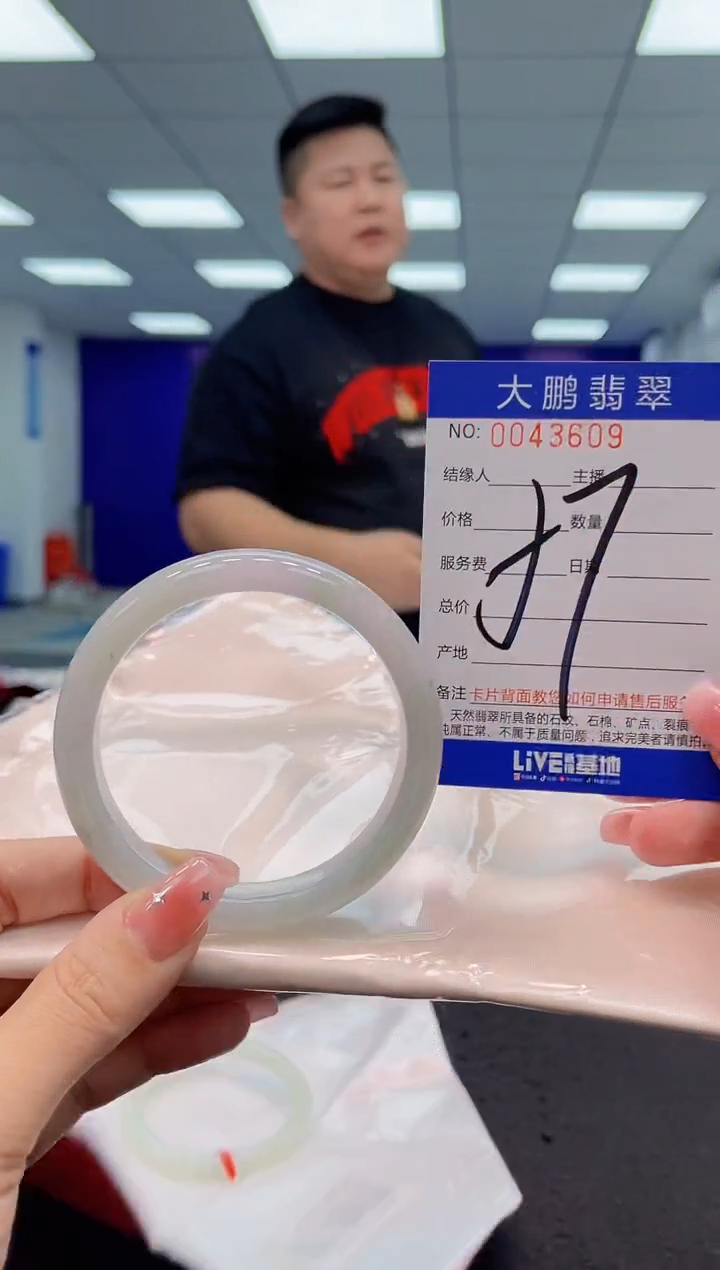 大鹏翡翠
NO: 0043609
结缘人 主播
价格 数量
服务费 日期
总价
产地
备注 卡片背面教您如何申请售后服务
天然翡翠所具备的石纹、石棉、矿点、裂痕
纯属正常、不属于质量问题，追求完美者请慎拍
LiVE 基地